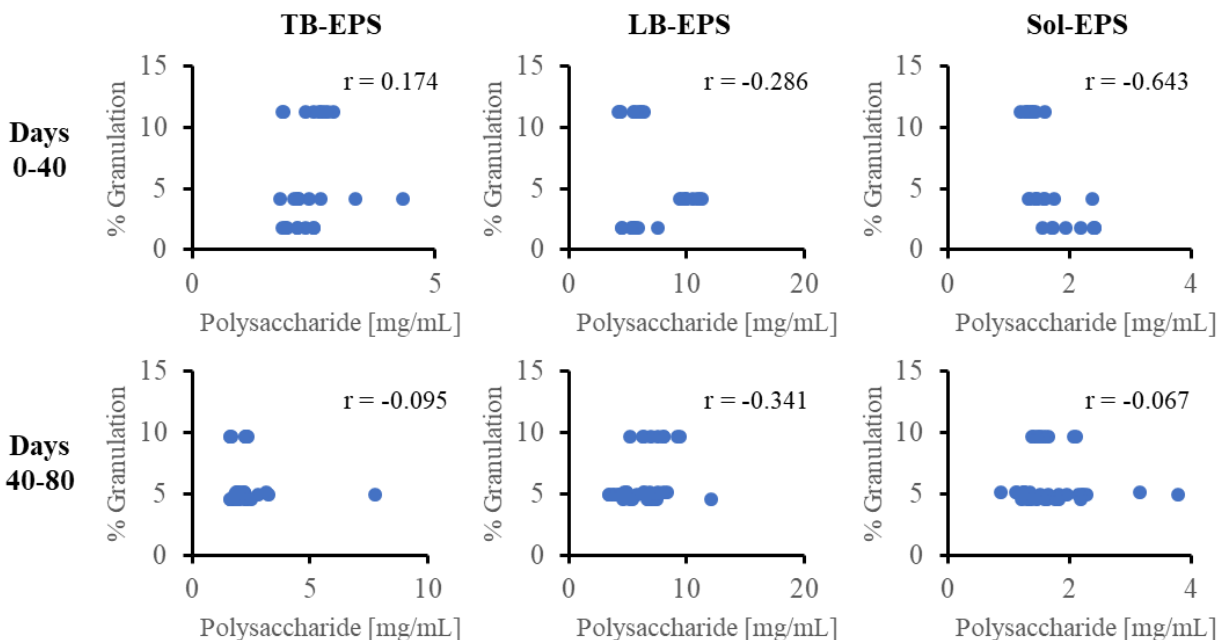 TB-EPS LB-EPS Sol-EPS
Days
0-40
% Granulation
15
10
5
0
r = 0.174
0 5
Polysaccharide [mg/mL]
% Granulation
15
10
5
0
r = -0.286
0 10 20
Polysaccharide [mg/mL]
% Granulation
15
10
5
0
r = -0.643
0 2 4
Polysaccharide [mg/mL]
Days
40-80
% Granulation
15
10
5
0
r = -0.095
0 5 10
Polysaccharide [mg/mL]
% Granulation
15
10
5
0
r = -0.341
0 10 20
Polysaccharide [mg/mL]
% Granulation
15
10
5
0
r = -0.067
0 2 4
Polysaccharide [mg/mL]